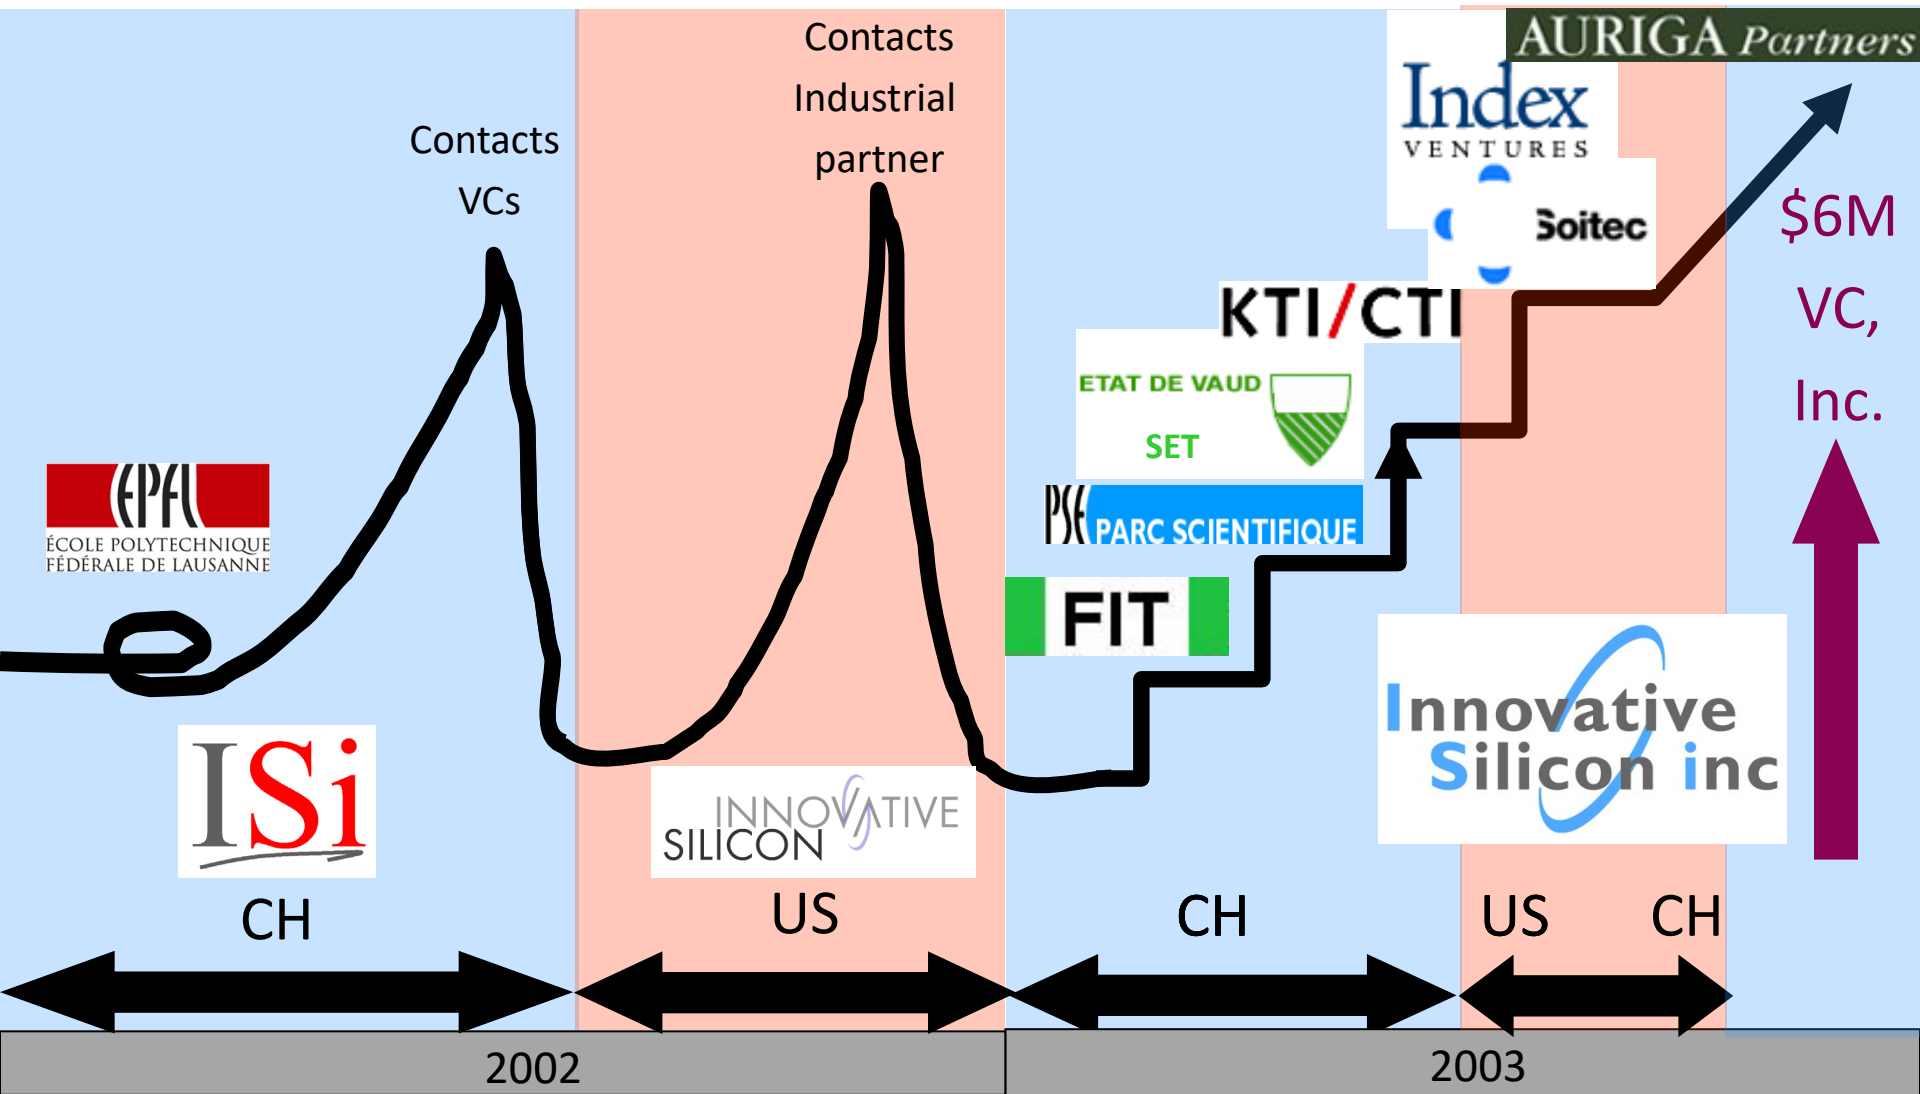 Contacts
VCs
Contacts
Industrial
partner
AURIGA Partners
Index
VENTURES
Soitec
$6M
VC,
Inc.
KTI/CTI
ETAT DE VAUD
SET
PSE PARC SCIENTIFIQUE
FIT
EPFL
ÉCOLE POLYTECHNIQUE
FÉDÉRALE DE LAUSANNE
ISi
INNOVATIVE
SILICON
Innovative
Silicon inc
CH
US
CH
US
CH
2002
2003